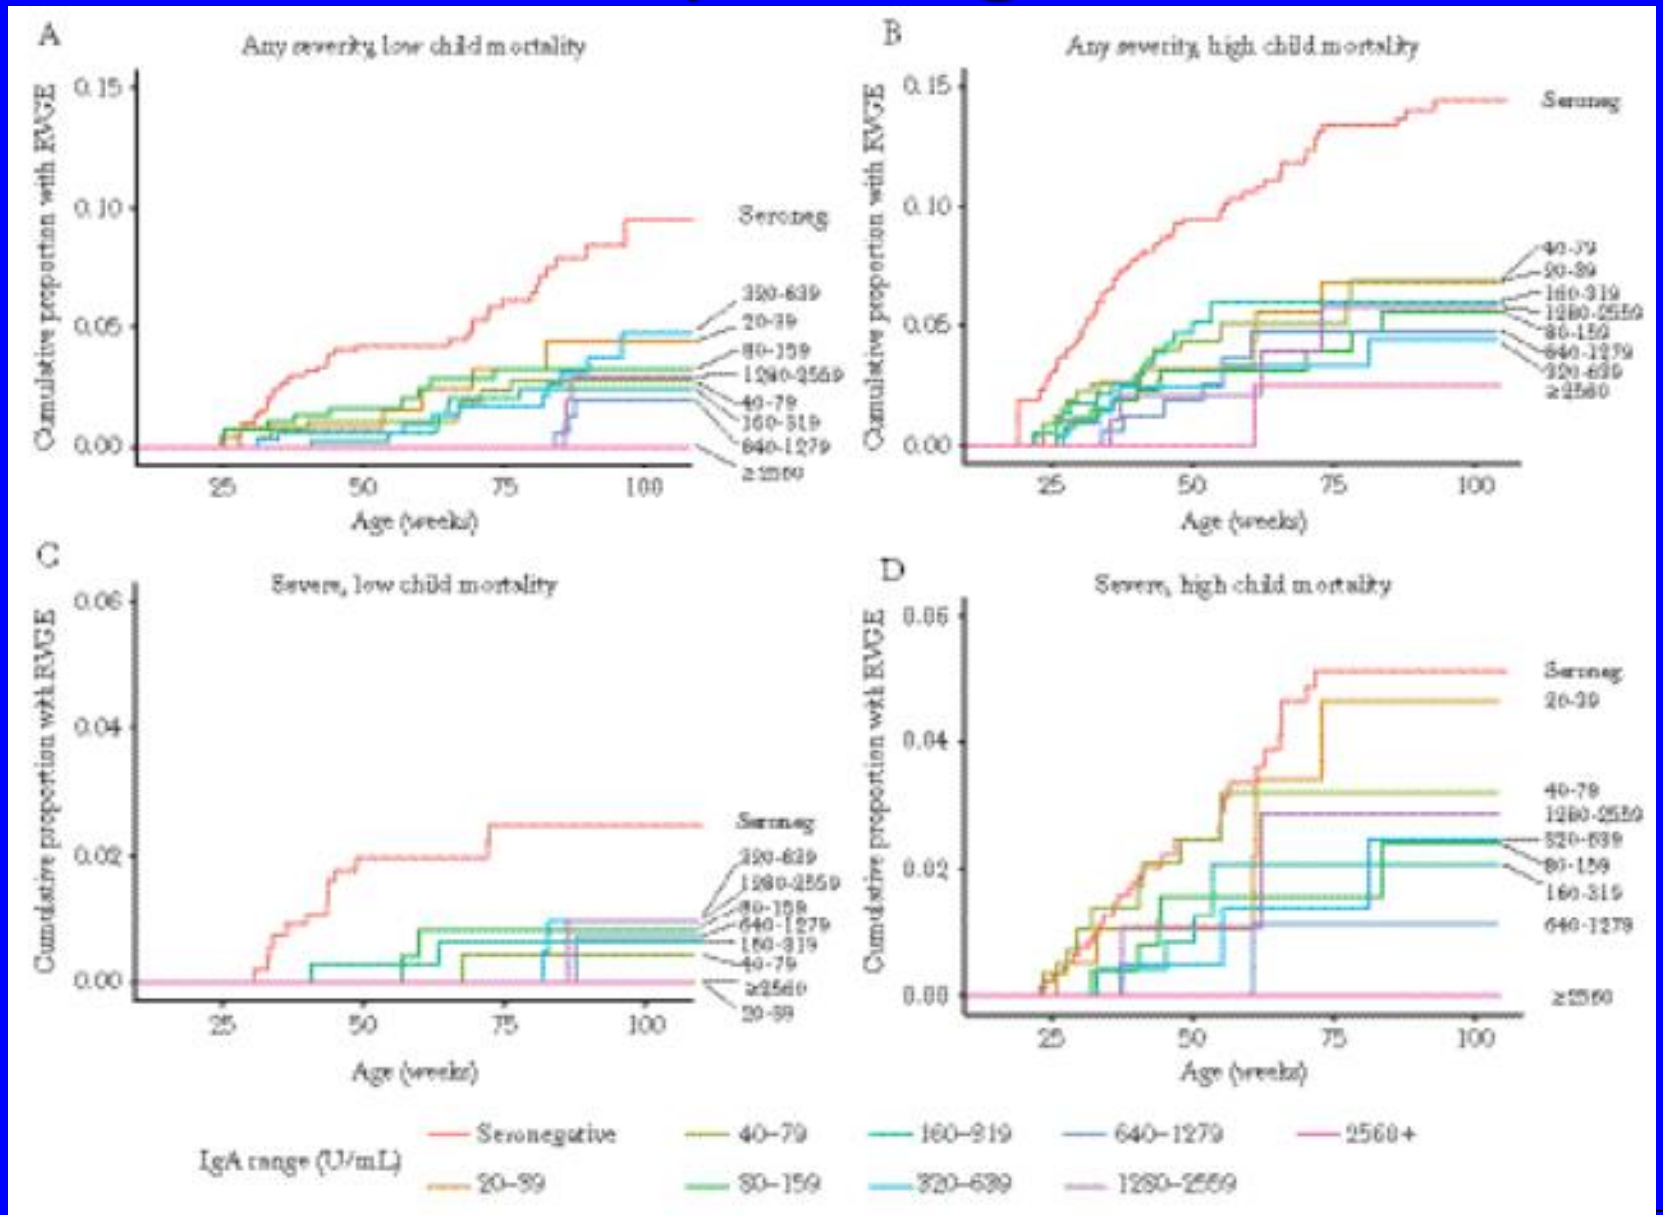 A
Any severity, low child mortality
Cumulative proportion with RVGE
0.15
0.10
0.05
0.00
25 50 75 100
Age (weeks)
Seroneg
320-639
20-39
80-159
1280-2559
40-79
160-319
640-1279
≥2560
B
Any severity, high child mortality
Cumulative proportion with RVGE
0.15
0.10
0.05
0.00
25 50 75 100
Age (weeks)
Seroneg
40-79
20-39
160-319
1280-2559
80-159
640-1279
320-639
≥2560
C
Severe, low child mortality
Cumulative proportion with RVGE
0.06
0.04
0.02
0.00
25 50 75 100
Age (weeks)
Seroneg
320-639
1280-2559
80-159
640-1279
160-319
40-79
≥2560
20-39
D
Severe, high child mortality
Cumulative proportion with RVGE
0.06
0.04
0.02
0.00
25 50 75 100
Age (weeks)
Seroneg
20-39
40-79
1280-2559
320-639
80-159
160-319
640-1279
≥2560
IgA range (U/mL)
Seronegative 40–79 160–319 640–1279 2560+
20–39 80–159 320–639 1280–2559